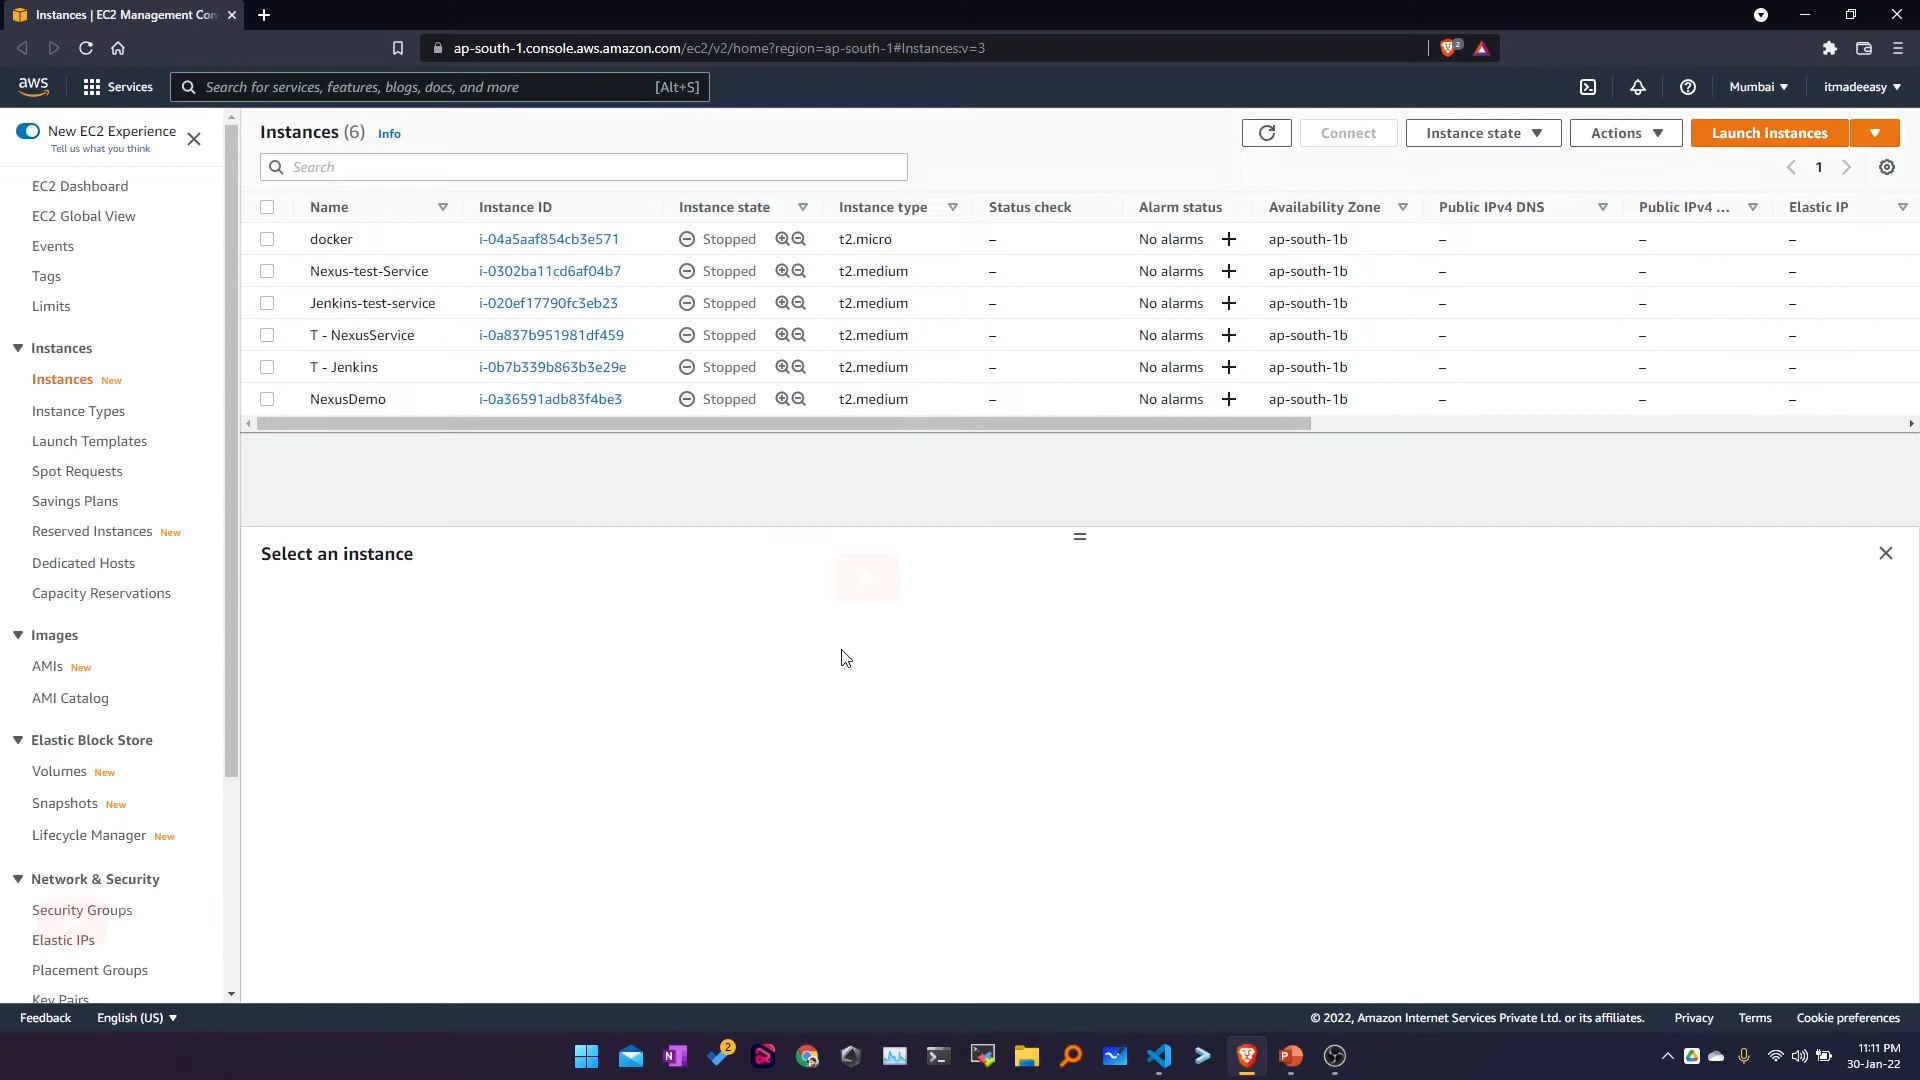 Instances | EC2 Management Con
ap-south-1.console.aws.amazon.com/ec2/v2/home?region=ap-south-1#Instances:v=3
2
aws
Services
Search for services, features, blogs, docs, and more
[Alt+S]
Mumbai
itmadeeasy
New EC2 Experience
Tell us what you think
EC2 Dashboard
EC2 Global View
Events
Tags
Limits
Instances
Instances New
Instance Types
Launch Templates
Spot Requests
Savings Plans
Reserved Instances New
Dedicated Hosts
Capacity Reservations
Images
AMIs New
AMI Catalog
Elastic Block Store
Volumes New
Snapshots New
Lifecycle Manager New
Network & Security
Security Groups
Elastic IPs
Placement Groups
Key Pairs
Instances (6) Info
Connect
Instance state
Actions
Launch instances
Search
1
Name Instance ID Instance state Instance type Status check Alarm status Availability Zone Public IPv4 DNS Public IPv4 ... Elastic IP
docker i-04a5aaf854cb3e571 Stopped t2.micro – No alarms + ap-south-1b – – –
Nexus-test-Service i-0302ba11cd6af04b7 Stopped t2.medium – No alarms + ap-south-1b – – –
Jenkins-test-service i-020ef17790fc3eb23 Stopped t2.medium – No alarms + ap-south-1b – – –
T - NexusService i-0a837b951981df459 Stopped t2.medium – No alarms + ap-south-1b – – –
T - Jenkins i-0b7b339b863b3e29e Stopped t2.medium – No alarms + ap-south-1b – – –
NexusDemo i-0a36591adb83f4be3 Stopped t2.medium – No alarms + ap-south-1b – – –
Select an instance
Feedback
English (US)
© 2022, Amazon Internet Services Private Ltd. or its affiliates.
Privacy
Terms
Cookie preferences
2
11:11 PM
30-Jan-22